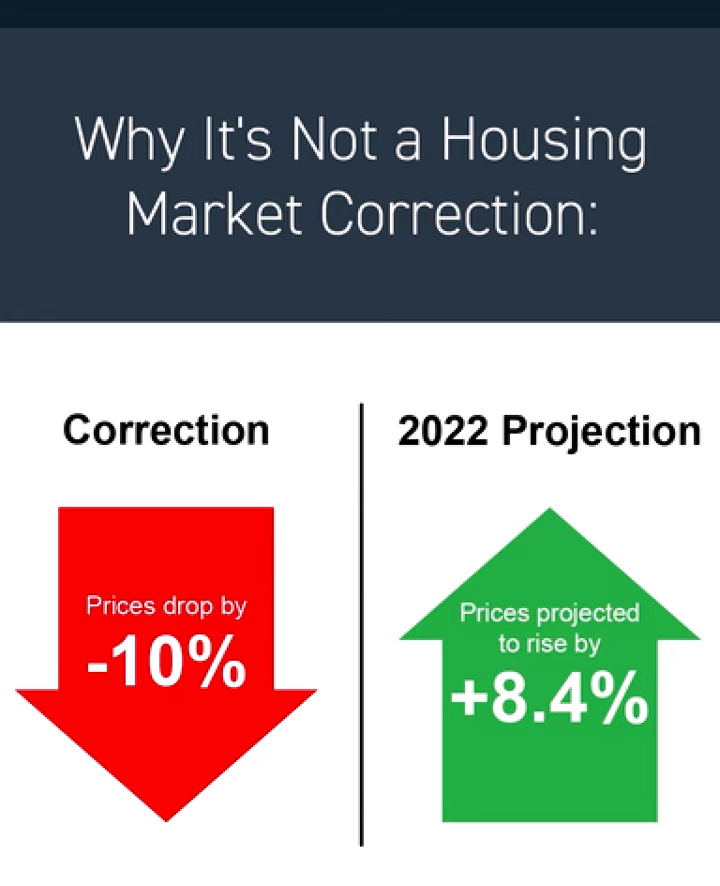 Why It's Not a Housing
Market Correction:
Correction
Prices drop by
-10%
2022 Projection
Prices projected
to rise by
+8.4%